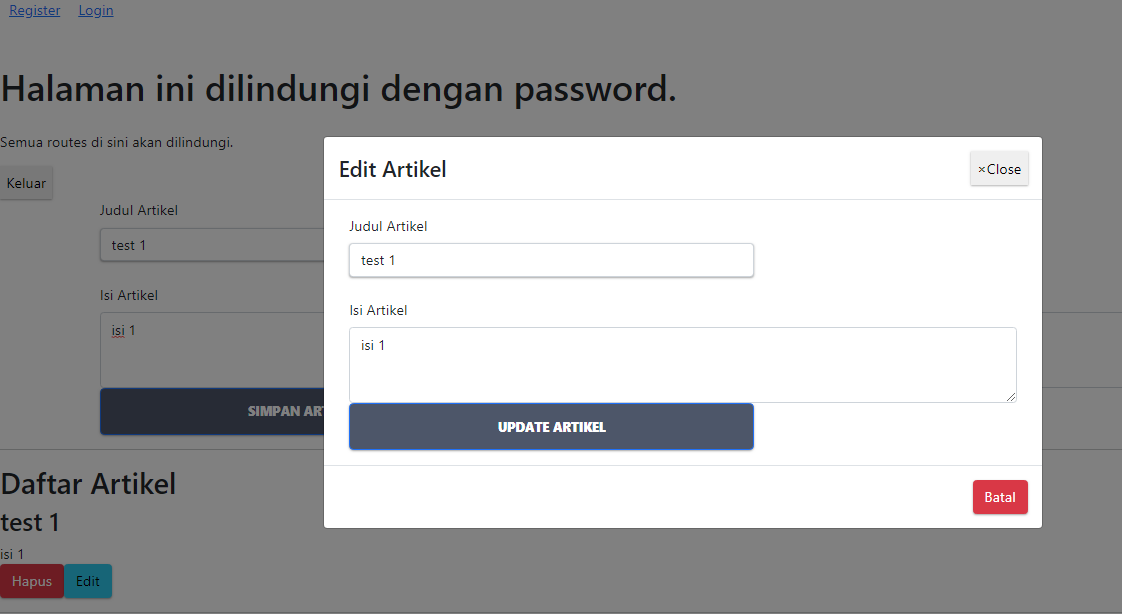 Register Login
Halaman ini dilindungi dengan password.
Semua routes di sini akan dilindungi.
Keluar
Judul Artikel
test 1
Isi Artikel
isi 1
SIMPAN AR
Daftar Artikel
test 1
isi 1
Hapus Edit
Edit Artikel
×Close
Judul Artikel
test 1
Isi Artikel
isi 1
UPDATE ARTIKEL
Batal